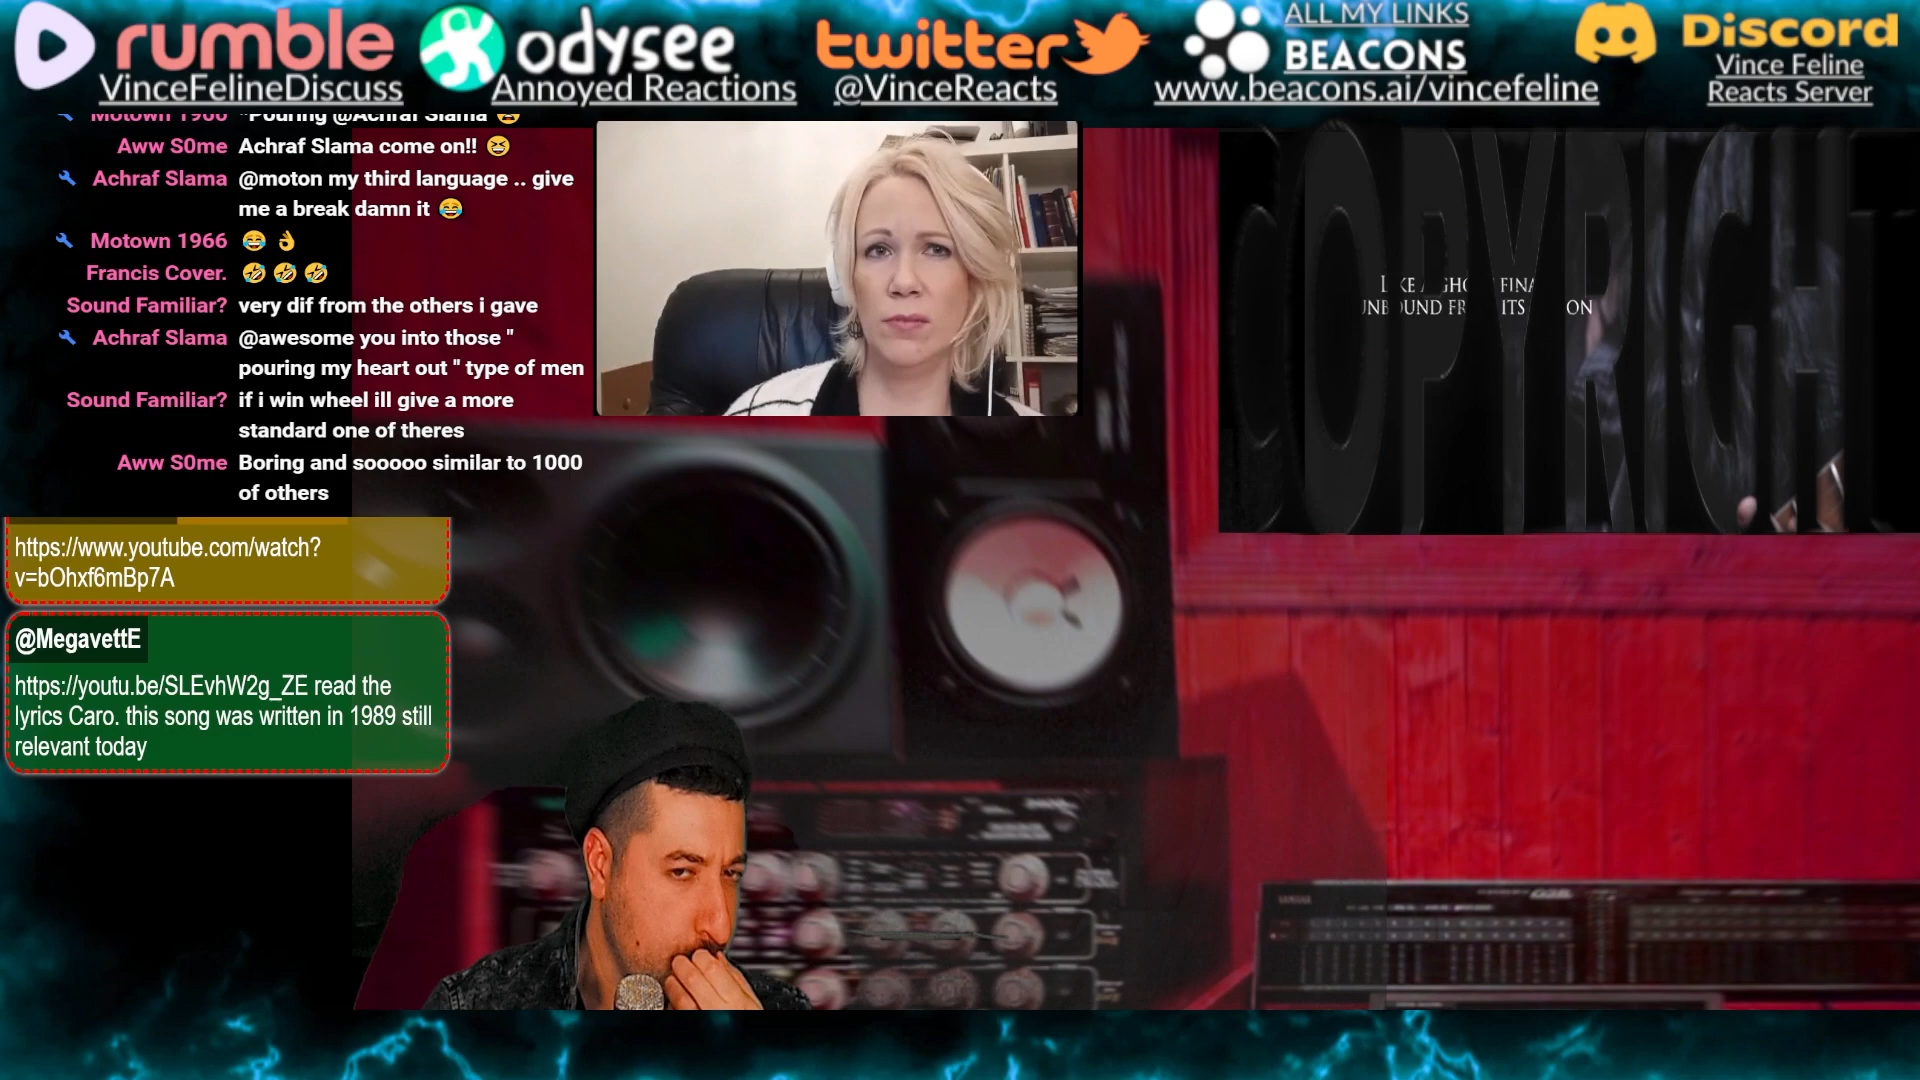 rumble
VinceFelineDiscuss
odysee
Annoyed Reactions
twitter
@VinceReacts
ALL MY LINKS
BEACONS
www.beacons.ai/vincefeline
Discord
Vince Feline
Reacts Server
Motown 1966 "Pouring @Achraf Slama
Aww S0me Achraf Slama come on!! 😆
Achraf Slama @moton my third language .. give
me a break damn it 😂
Motown 1966 😂 👌
Francis Cover. 🤣 🤣 🤣
Sound Familiar? very dif from the others i gave
Achraf Slama @awesome you into those "
pouring my heart out " type of men
Sound Familiar? if i win wheel ill give a more
standard one of theres
Aww S0me Boring and sooooo similar to 1000
of others
https://www.youtube.com/watch?
v=bOhxf6mBp7A
@MegavettE
https://youtu.be/SLEvhW2g_ZE read the
lyrics Caro. this song was written in 1989 still
relevant today
COPYRIGHT